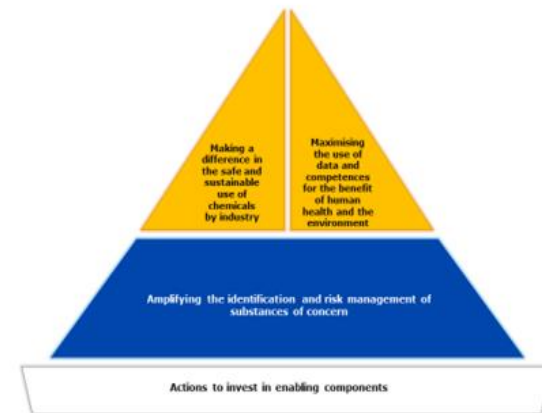 Making a
difference in
the safe and
sustainable
use of
chemicals
by industry
Maximising
the use of
data and
competences
for the benefit
of human
health and the
environment
Amplifying the identification and risk management of
substances of concern
Actions to invest in enabling components